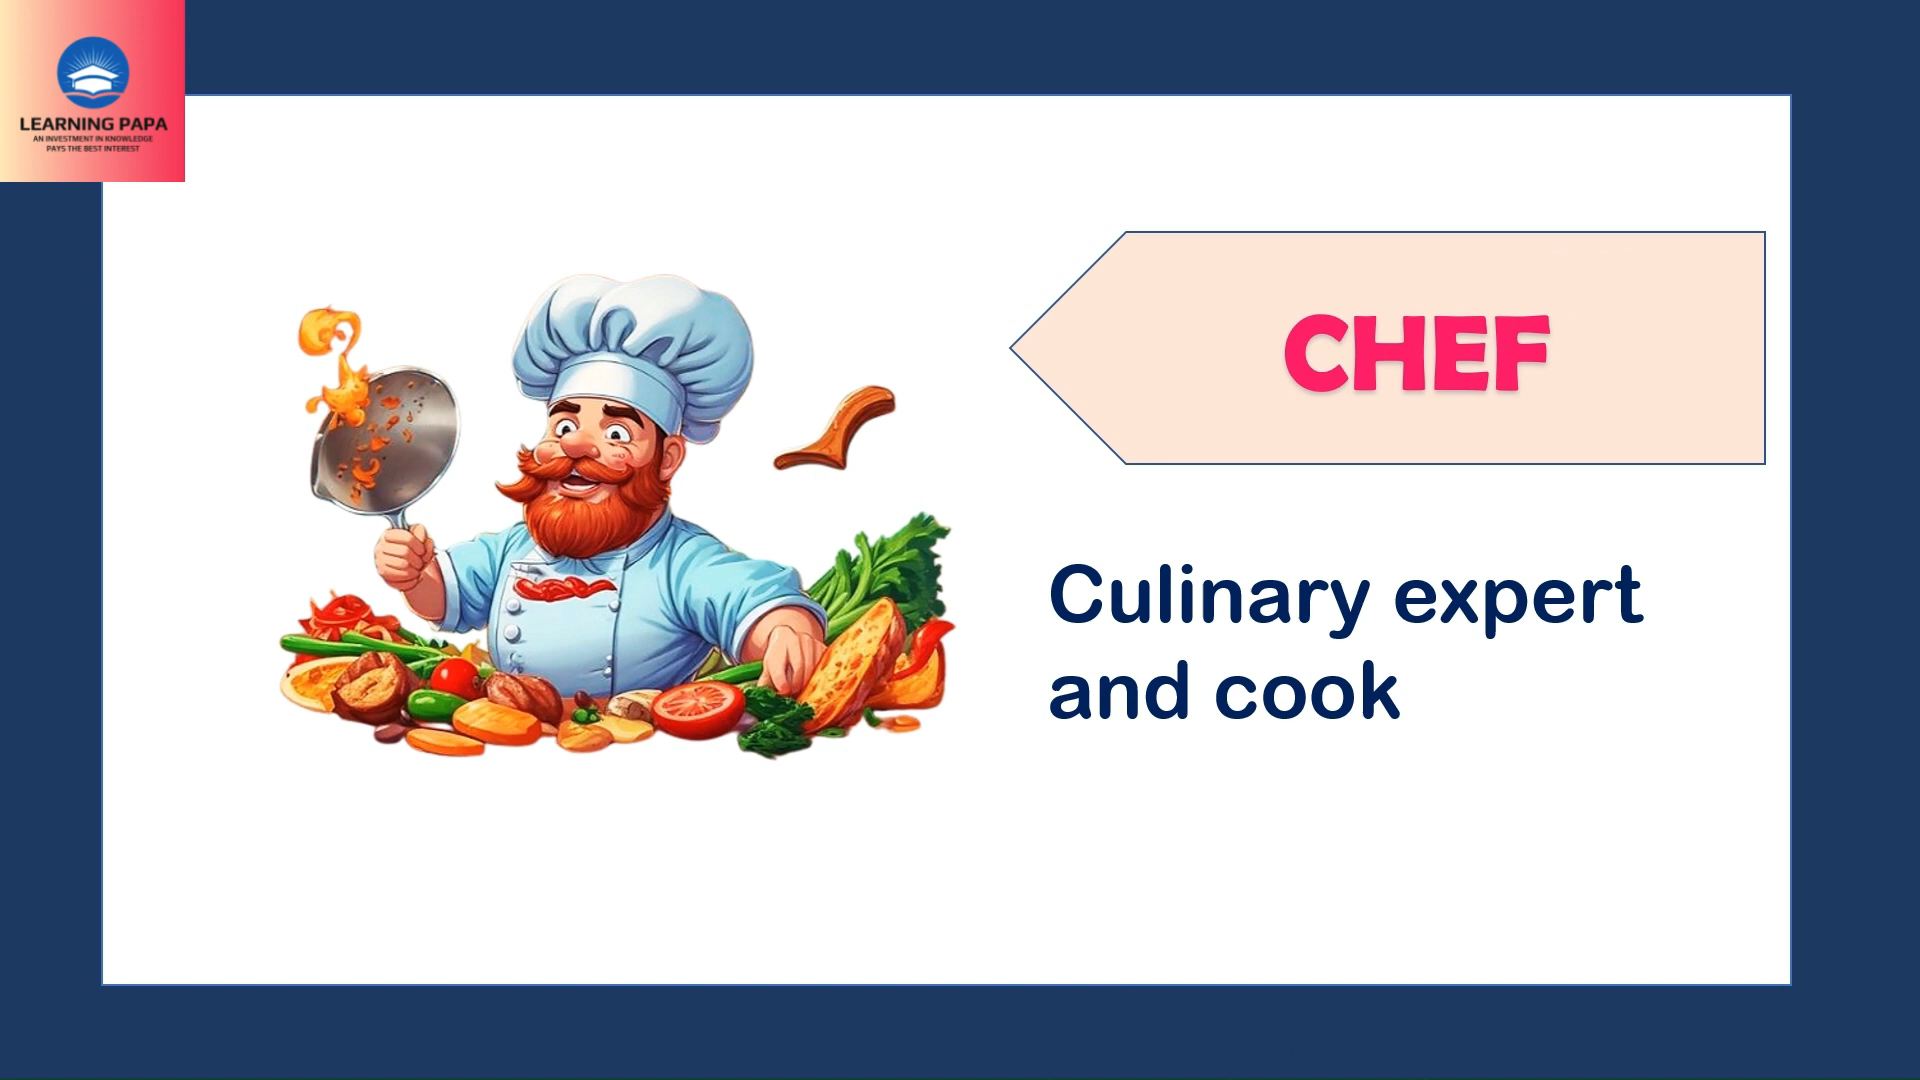 LEARNING PAPA
AN INVESTMENT IN KNOWLEDGE
PAYS THE BEST INTEREST
CHEF
Culinary expert
and cook